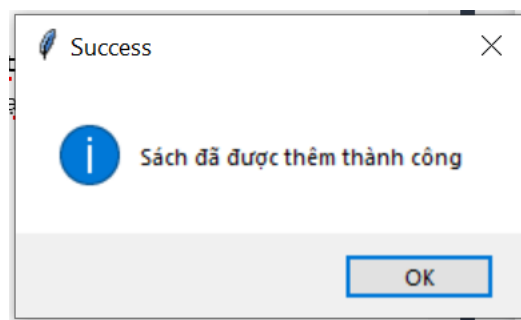 Success
Sách đã được thêm thành công
OK